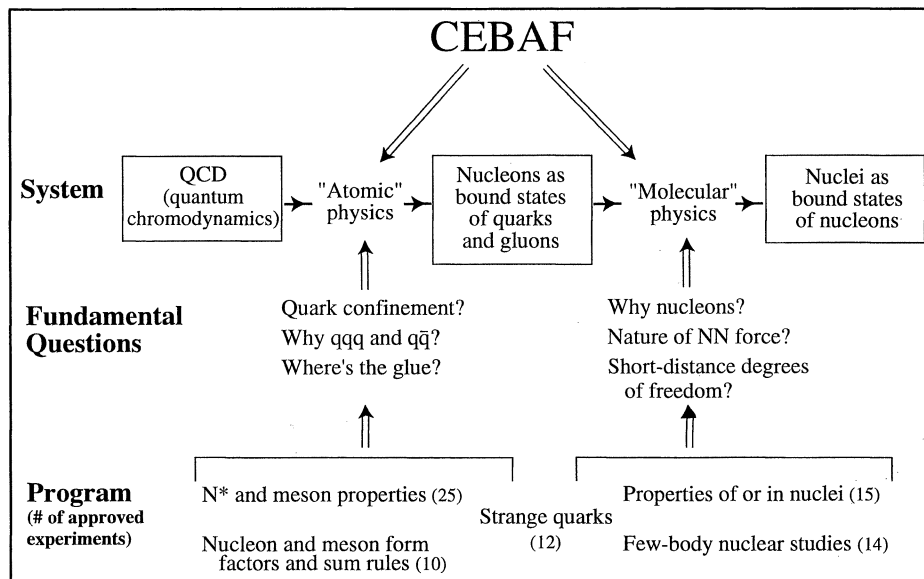 CEBAF
System
QCD
(quantum
chromodynamics)
"Atomic"
physics
Nucleons as
bound states
of quarks
and gluons
"Molecular"
physics
Nuclei as
bound states
of nucleons
Fundamental
Questions
Quark confinement?
Why qqq and qq̄?
Where's the glue?
Why nucleons?
Nature of NN force?
Short-distance degrees
of freedom?
Program
(# of approved
experiments)
N* and meson properties (25)
Nucleon and meson form
factors and sum rules (10)
Strange quarks
(12)
Properties of or in nuclei (15)
Few-body nuclear studies (14)